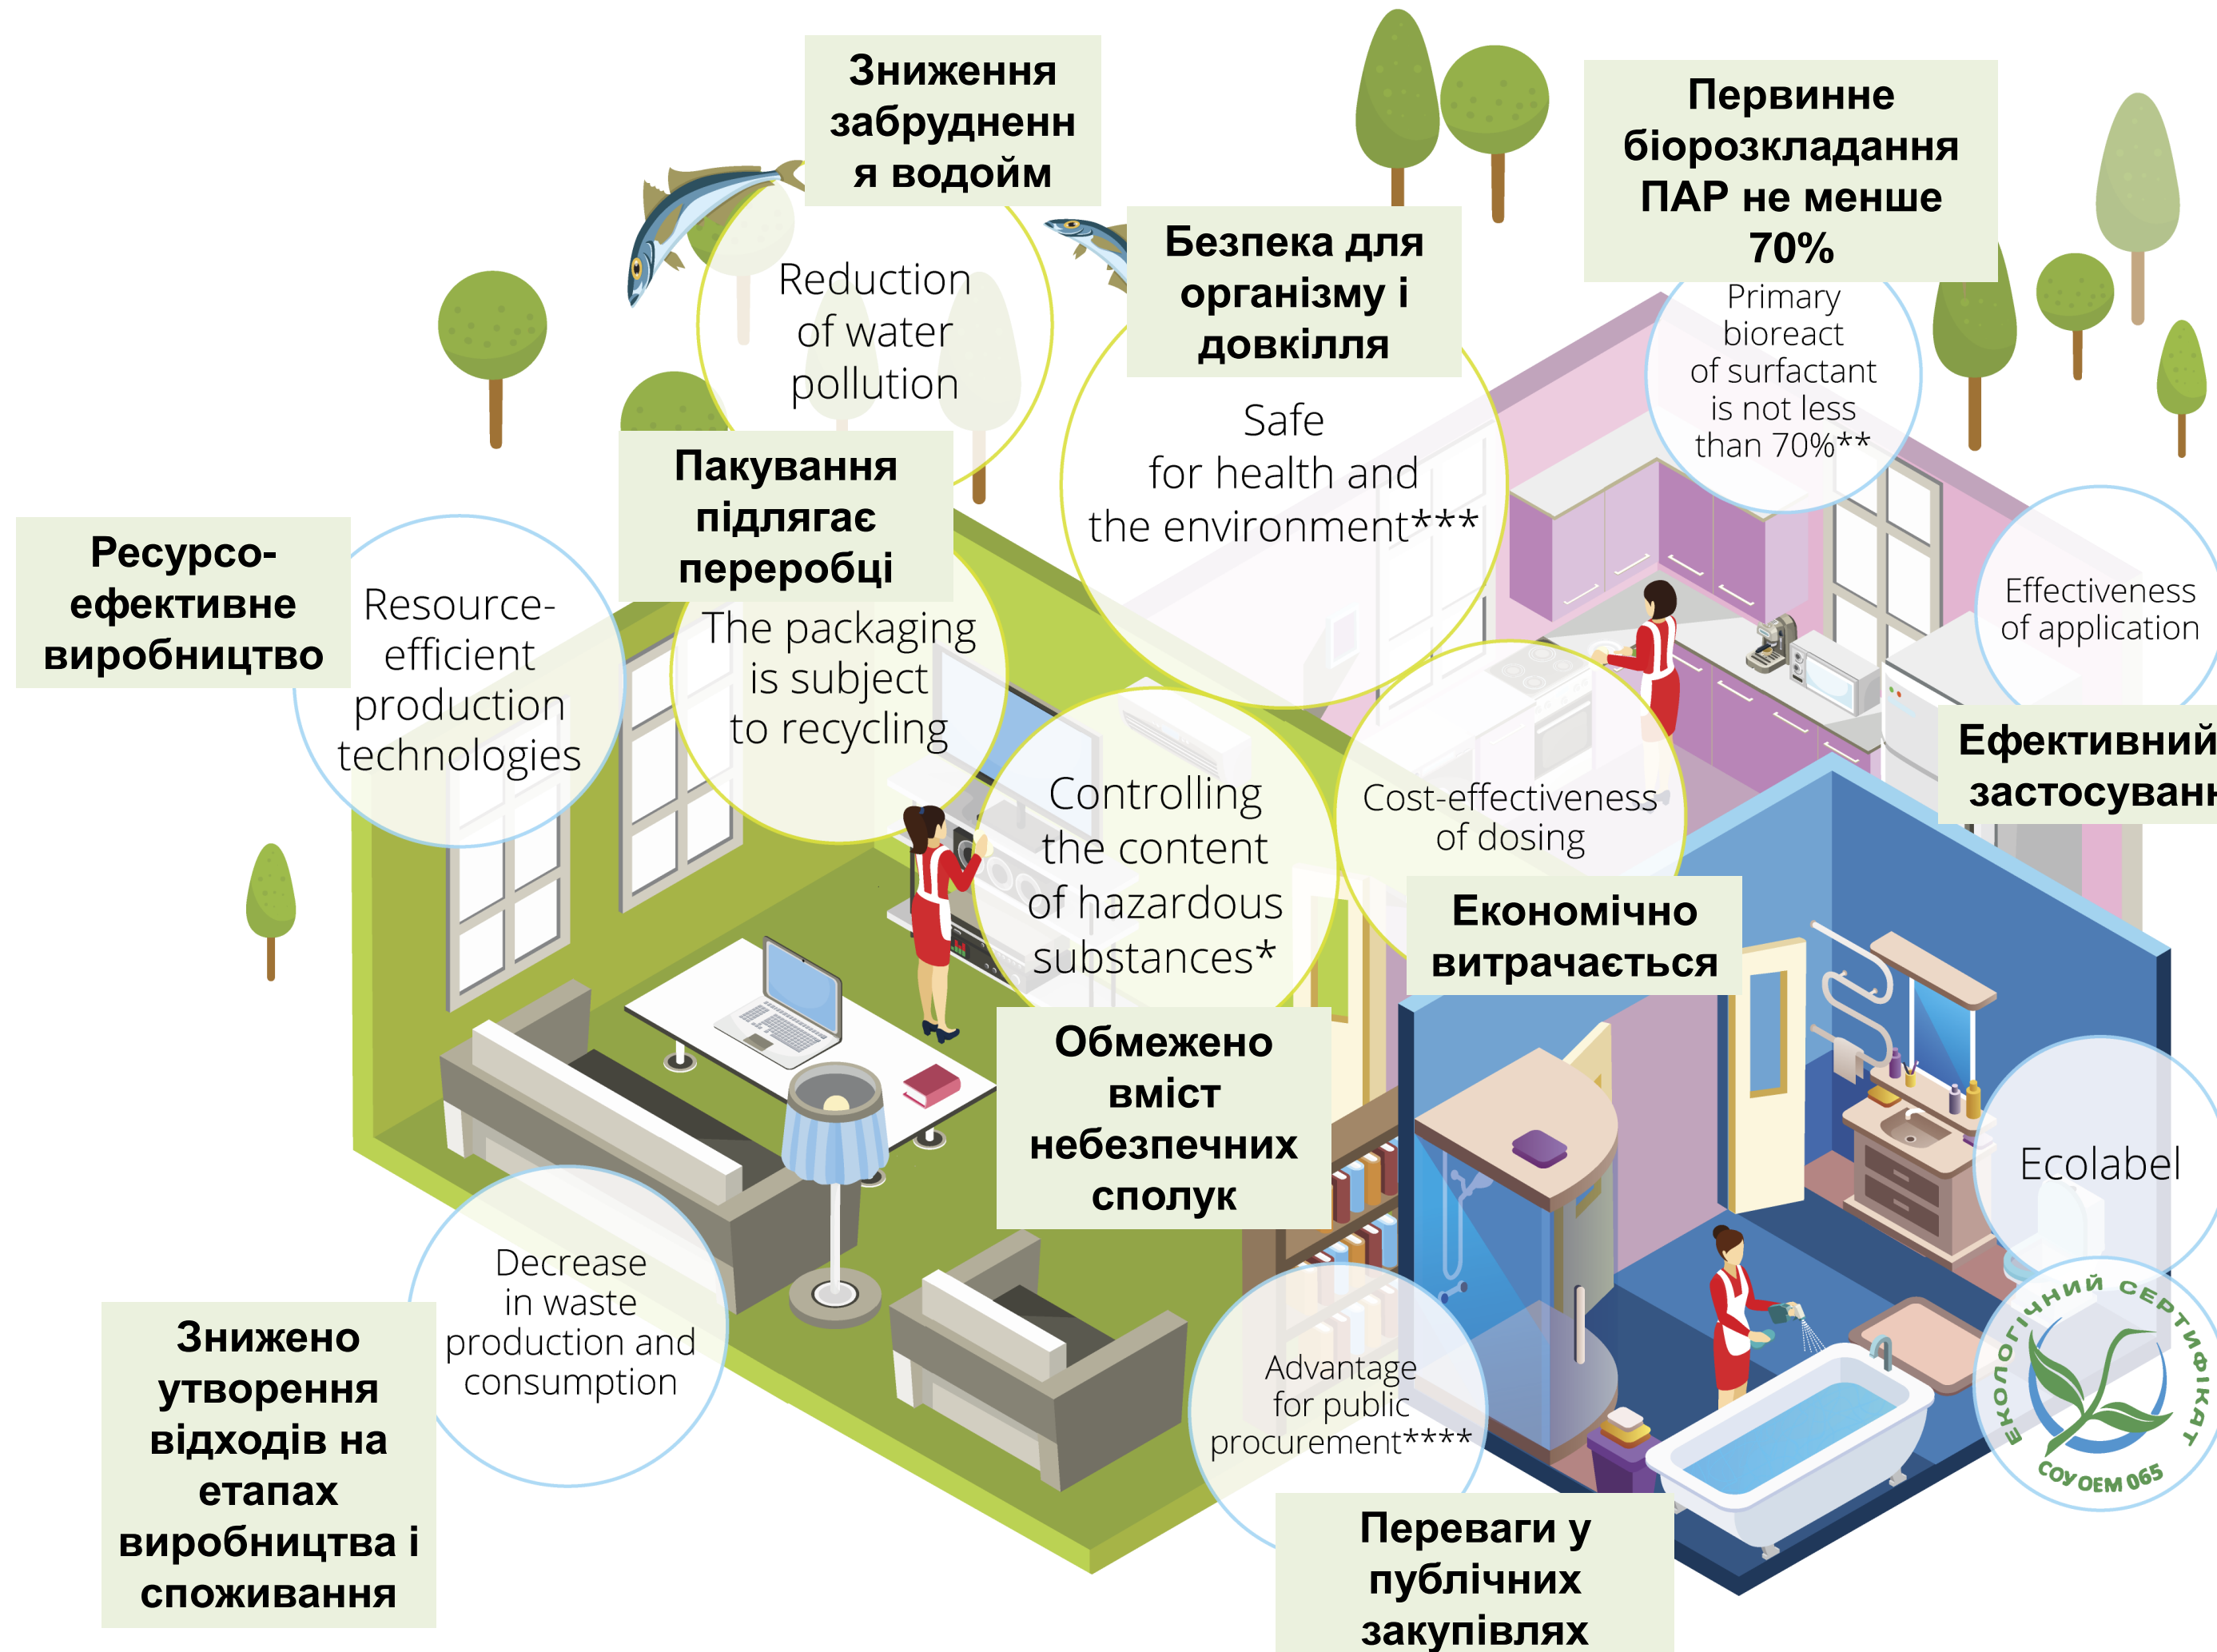 Зниження
забрудненн
я водойм
Reduction
of water
pollution
Безпека для
організму і
довкілля
Safe
for health and
the environment***
Первинне
біорозкладання
ПАР не менше
70%
Primary
bioreact
of surfactant
is not less
than 70%**
Ресурсо-
ефективне
виробництво
Resource-
efficient
production
technologies
Пакування
підлягає
переробці
The packaging
is subject
to recycling
Effectiveness
of application
Ефективний
Controlling
the content
of hazardous
substances*
Обмежено
вміст
небезпечних
сполук
Cost-effectiveness
of dosing
Економічно
витрачається
Ecolabel
ЕКОЛОГІЧНИЙ СЕРТИФІКАТ
СОУ ОЕМ 065
Decrease
in waste
production and
consumption
Знижено
утворення
відходів на
етапах
виробництва і
споживання
Advantage
for public
procurement****
Переваги у
публічних
закупівлях